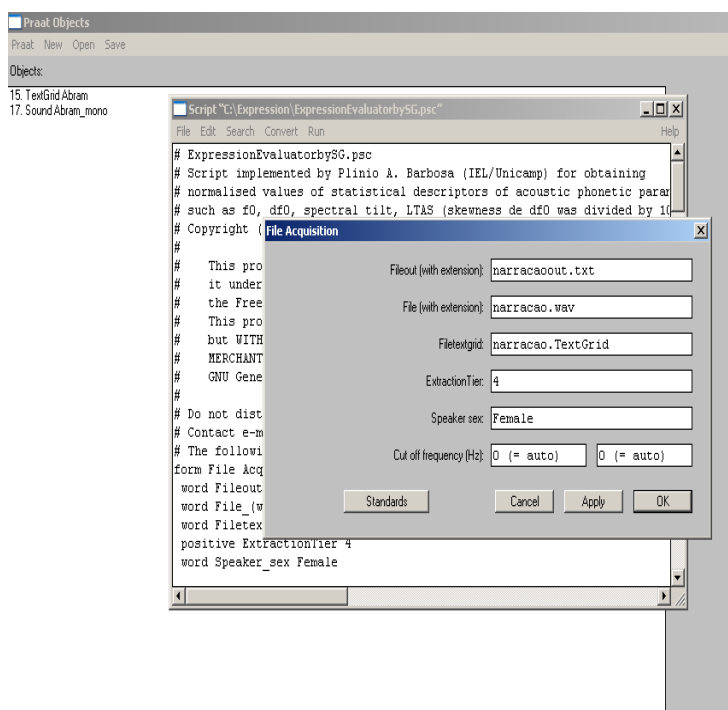 Praat Objects
Praat New Open Save
Objects:
15. TextGrid Abram
17. Sound Abram_mono
Script "C:\Expression\ExpressionEvaluatorbySG.psc"
File Edit Search Convert Run Help
# ExpressionEvaluatorbySG.psc
# Script implemented by Plinio A. Barbosa (IEL/Unicamp) for obtaining
# normalised values of statistical descriptors of acoustic phonetic parar
# such as f0, df0, spectral tilt, LTAS (skewness de df0 was divided by 10
# Copyright (
#
# This pro
# it under
# the Free
# This pro
# but WITH
# MERCHANT
# GNU Gene
#
# Do not dist
# Contact e-m
# The followi
form File Acq
word Fileout
word File_(w
word Filetex
positive ExtractionTier 4
word Speaker_sex Female
File Acquisition
Fileout (with extension): narracaoout.txt
File (with extension): narracao.wav
Filetextgrid: narracao.TextGrid
ExtractionTier: 4
Speaker sex: Female
Cut off frequency (Hz): 0 (= auto) 0 (= auto)
Standards Cancel Apply OK